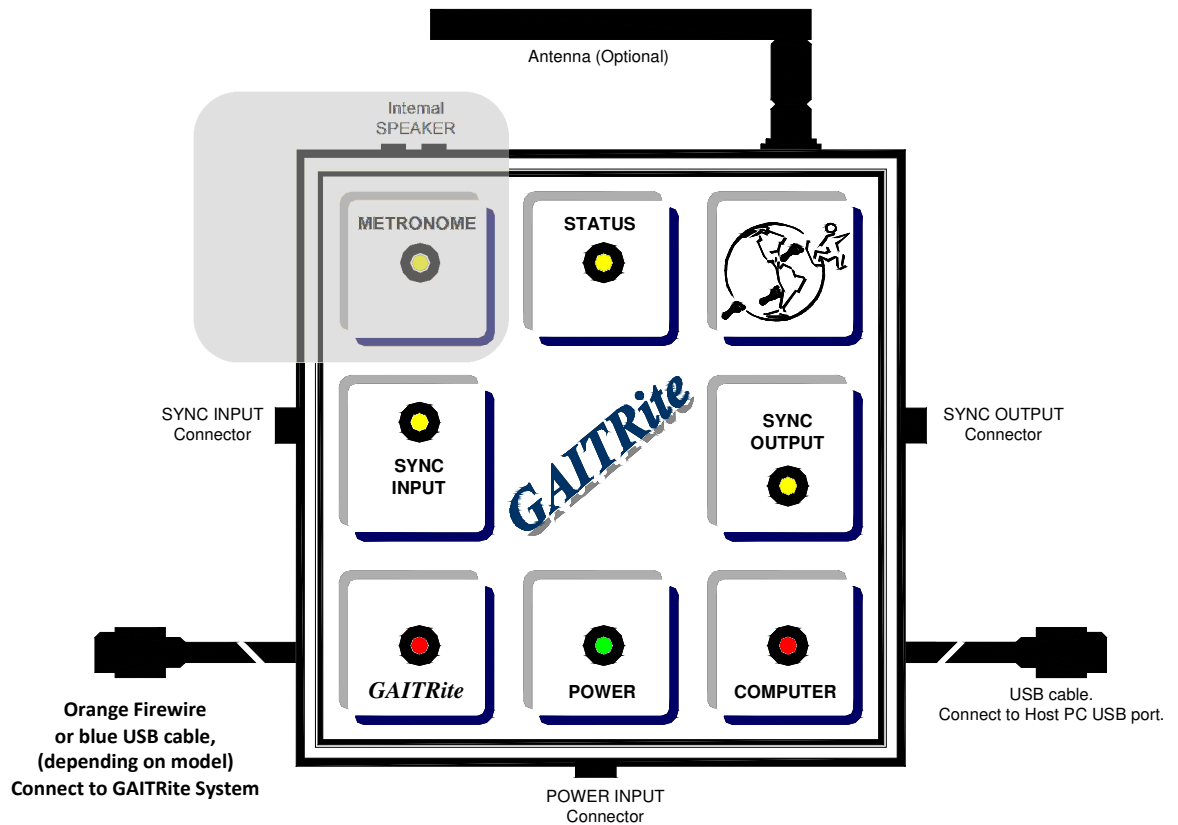 Antenna (Optional)
Internal
SPEAKER
METRONOME
STATUS
SYNC INPUT
Connector
SYNC
INPUT
GAITRite
SYNC
OUTPUT
SYNC OUTPUT
Connector
GAITRite
POWER
COMPUTER
Orange Firewire
or blue USB cable,
(depending on model)
Connect to GAITRite System
USB cable.
Connect to Host PC USB port.
POWER INPUT
Connector